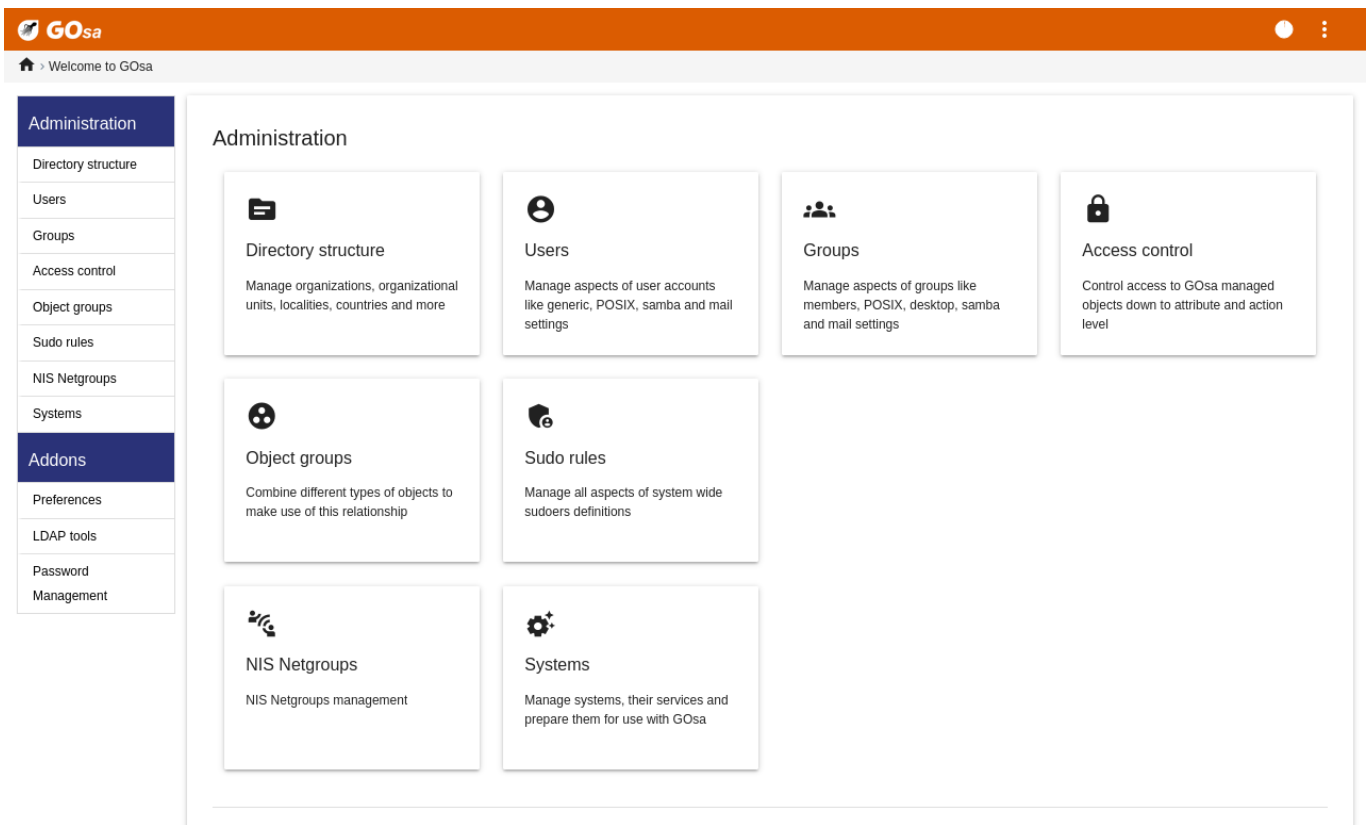 GOsa
› Welcome to GOsa
Administration
Directory structure
Users
Groups
Access control
Object groups
Sudo rules
NIS Netgroups
Systems
Addons
Preferences
LDAP tools
Password
Management
Administration
Directory structure
Manage organizations, organizational
units, localities, countries and more
Users
Manage aspects of user accounts
like generic, POSIX, samba and mail
settings
Groups
Manage aspects of groups like
members, POSIX, desktop, samba
and mail settings
Access control
Control access to GOsa managed
objects down to attribute and action
level
Object groups
Combine different types of objects to
make use of this relationship
Sudo rules
Manage all aspects of system wide
sudoers definitions
NIS Netgroups
NIS Netgroups management
Systems
Manage systems, their services and
prepare them for use with GOsa